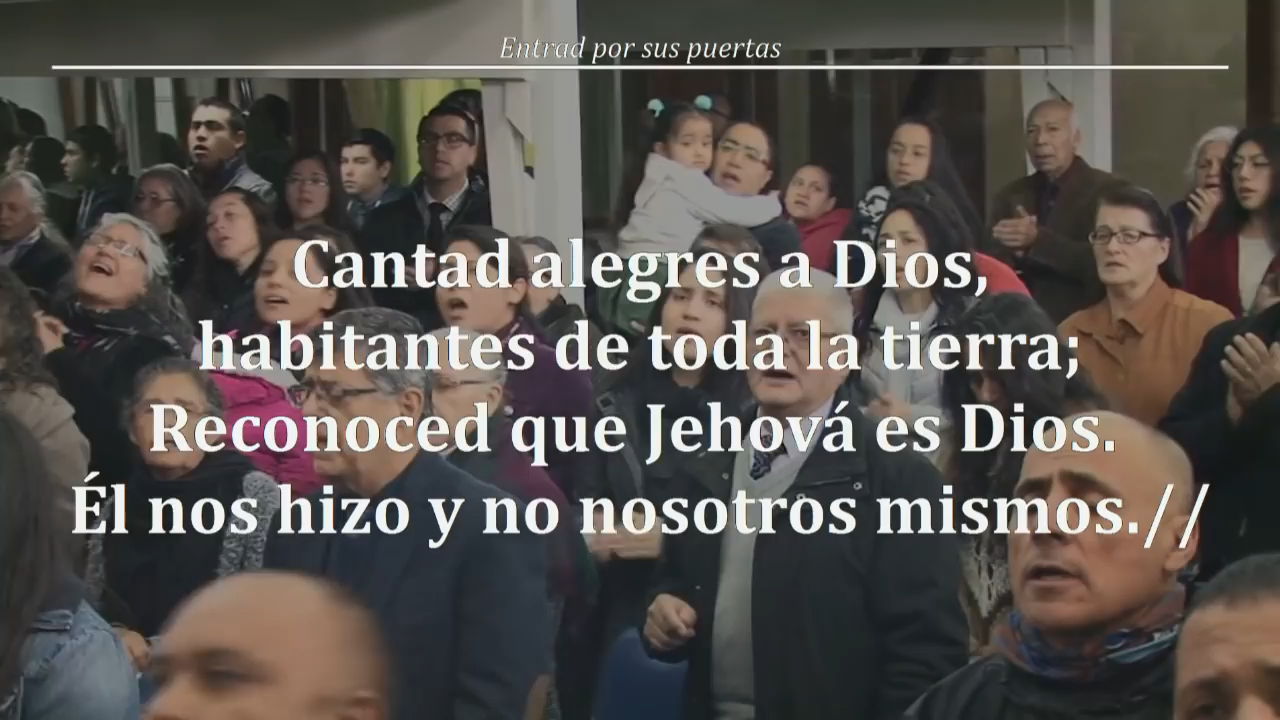 Entrad por sus puertas
Cantad alegres a Dios,
habitantes de toda la tierra;
Reconoced que Jehová es Dios.
Él nos hizo y no nosotros mismos.//